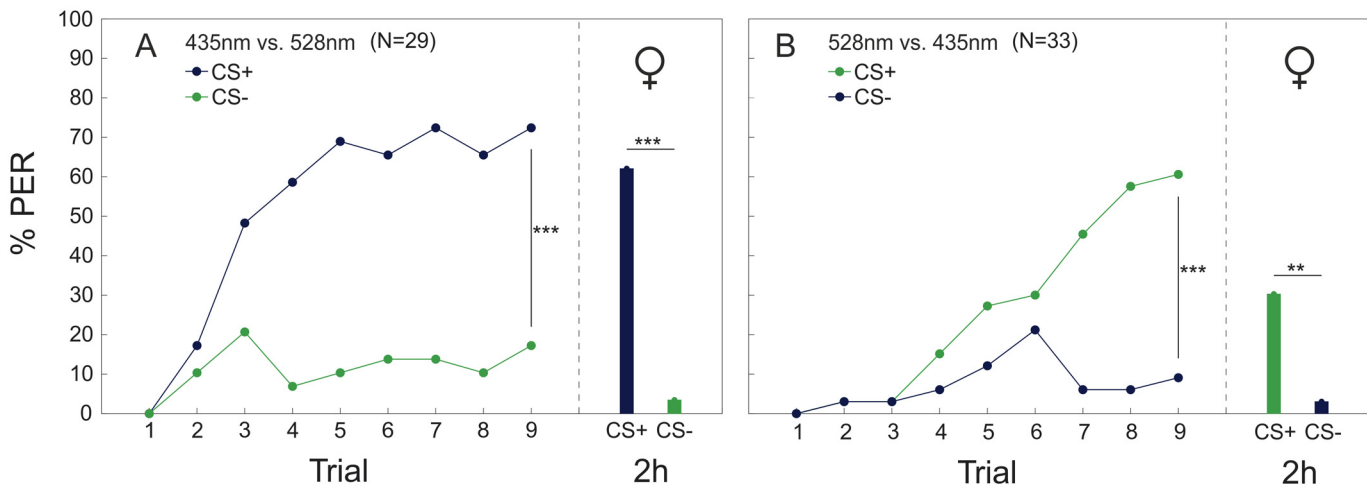 A 435nm vs. 528nm (N=29)
CS+
CS-
% PER
100
90
80
70
60
50
40
30
20
10
0
***
***
1 2 3 4 5 6 7 8 9
CS+ CS-
Trial
2h
B 528nm vs. 435nm (N=33)
CS+
CS-
***
**
1 2 3 4 5 6 7 8 9
CS+ CS-
Trial
2h